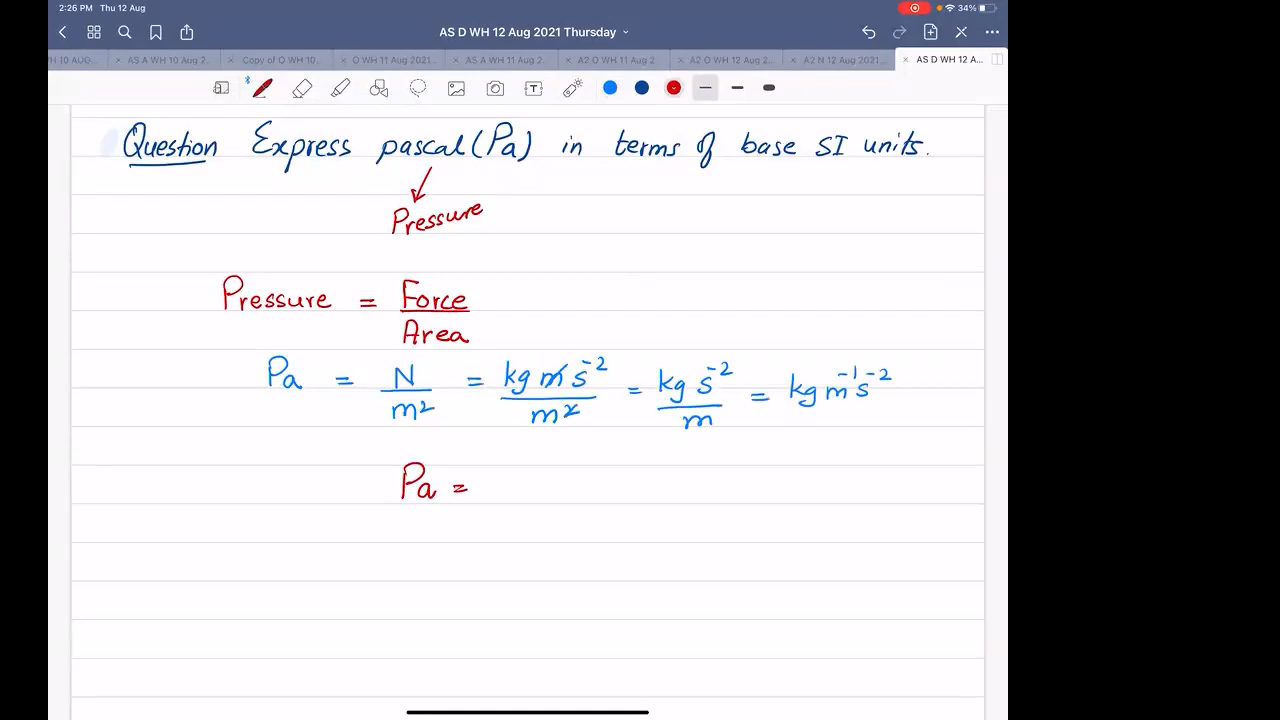 2:26 PM Thu 12 Aug 34%
AS D WH 12 Aug 2021 Thursday
WH 10 AUG... AS A WH 10 Aug 2... Copy of O WH 10... O WH 11 Aug 2021... AS A WH 11 Aug 2... A2 O WH 11 Aug 2... A2 O WH 12 Aug 2... A2 N 12 Aug 2021... AS D WH 12 A...
Question Express pascal (Pa) in terms of base SI units.
Pressure
Pressure = Force / Area
Pa = N / m² = kg m s⁻² / m² = kg s⁻² / m = kg m⁻¹ s⁻²
Pa =